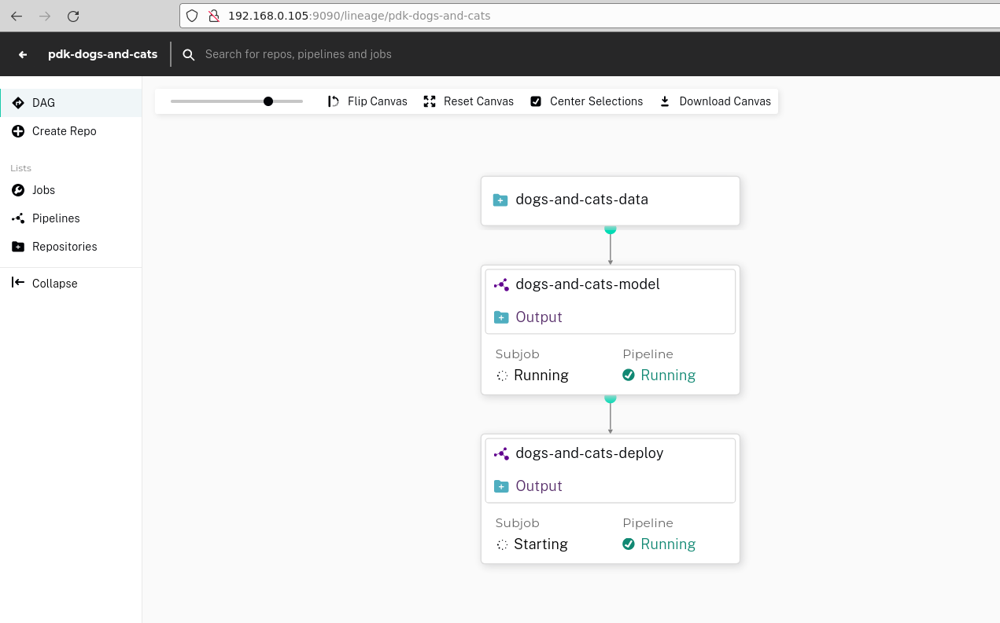 192.168.0.105:9090/lineage/pdk-dogs-and-cats
pdk-dogs-and-cats
Search for repos, pipelines and jobs
DAG
Create Repo
Lists
Jobs
Pipelines
Repositories
Collapse
Flip Canvas
Reset Canvas
Center Selections
Download Canvas
dogs-and-cats-data
dogs-and-cats-model
Output
Subjob Pipeline
Running Running
dogs-and-cats-deploy
Output
Subjob Pipeline
Starting Running